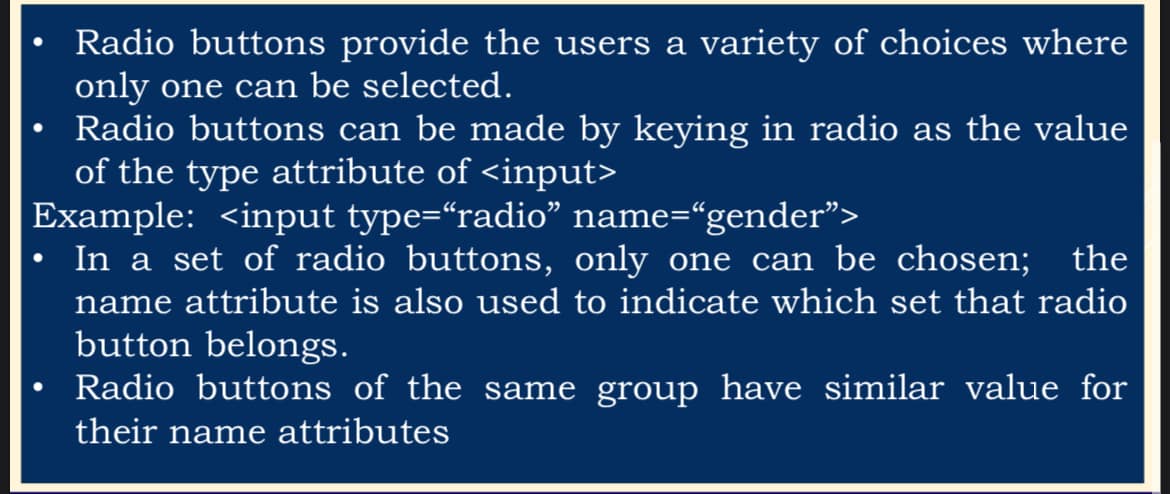 • Radio buttons provide the users a variety of choices where
only one can be selected.
• Radio buttons can be made by keying in radio as the value
of the type attribute of <input>
Example: <input type=“radio” name=“gender”>
• In a set of radio buttons, only one can be chosen; the
name attribute is also used to indicate which set that radio
button belongs.
• Radio buttons of the same group have similar value for
their name attributes